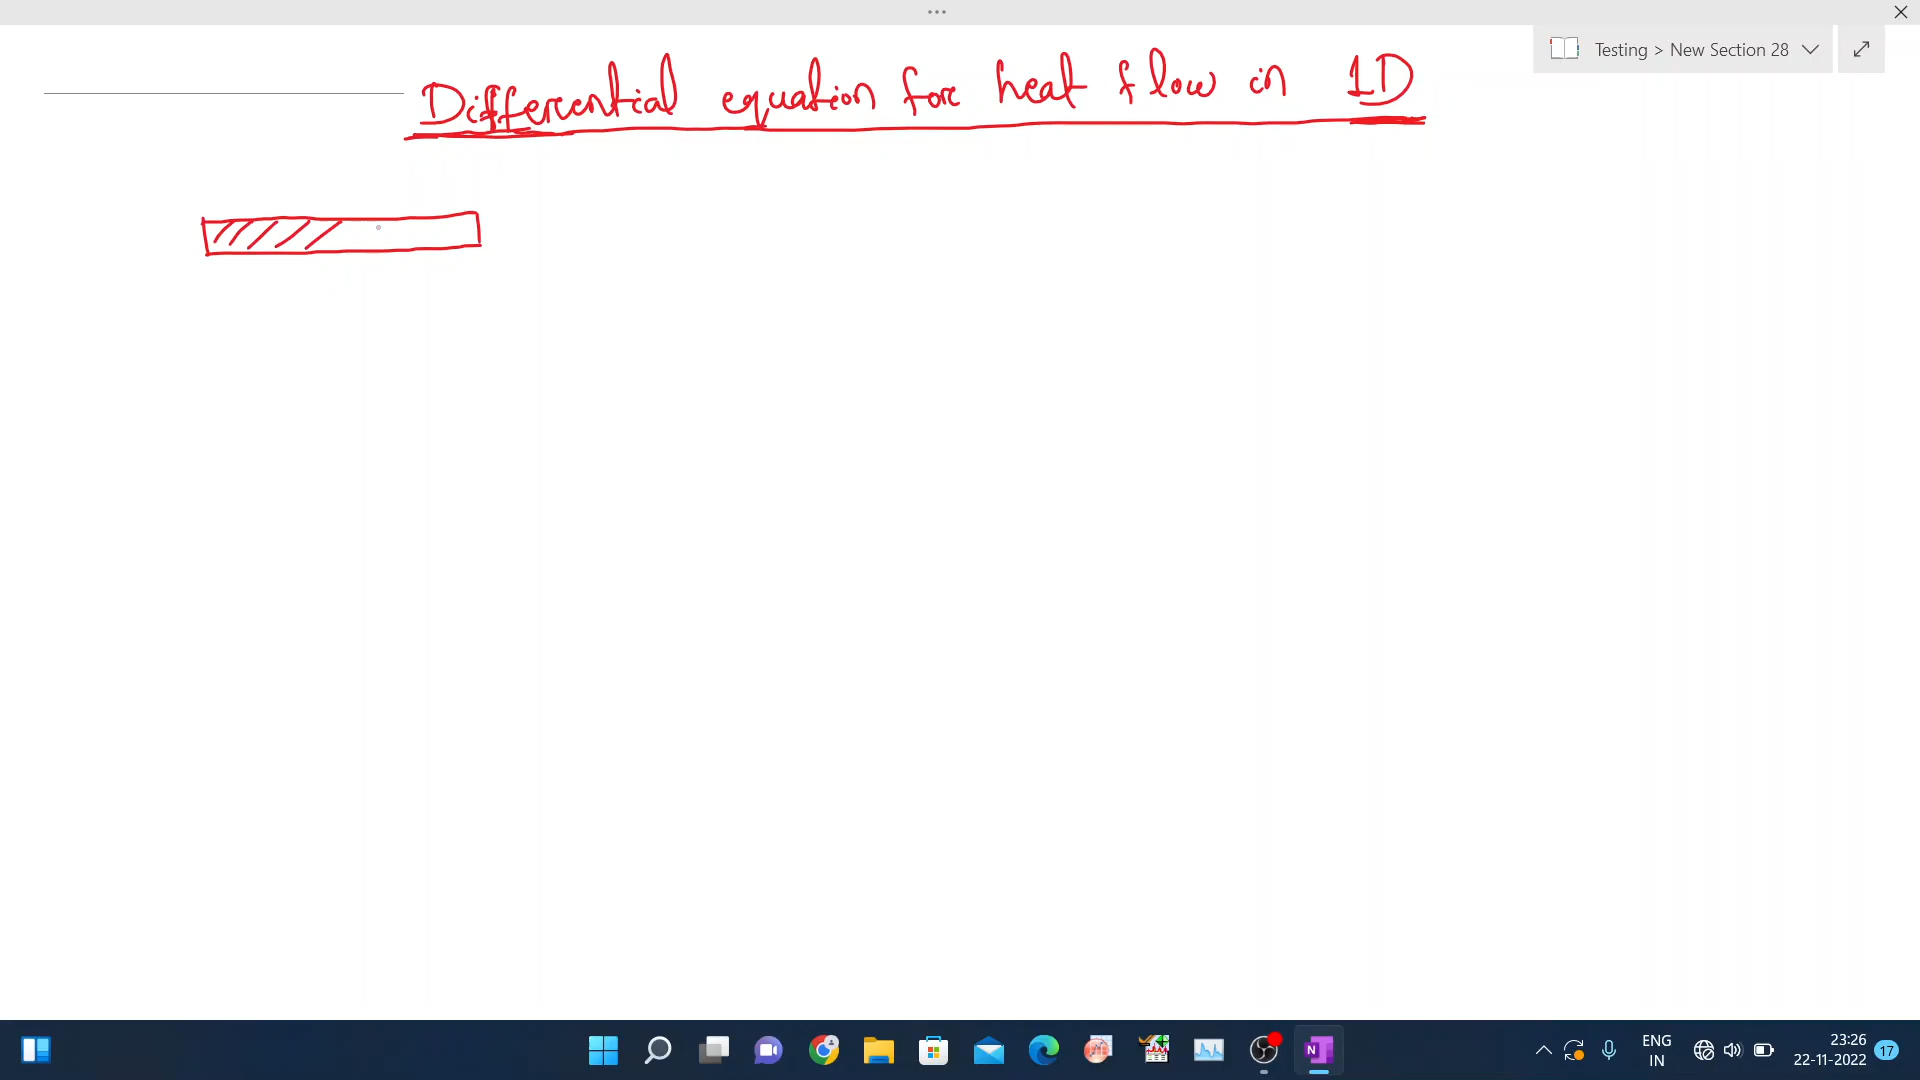 Testing > New Section 28
Differential equation for heat flow in 1D
ENG
IN
23:26
22-11-2022
17